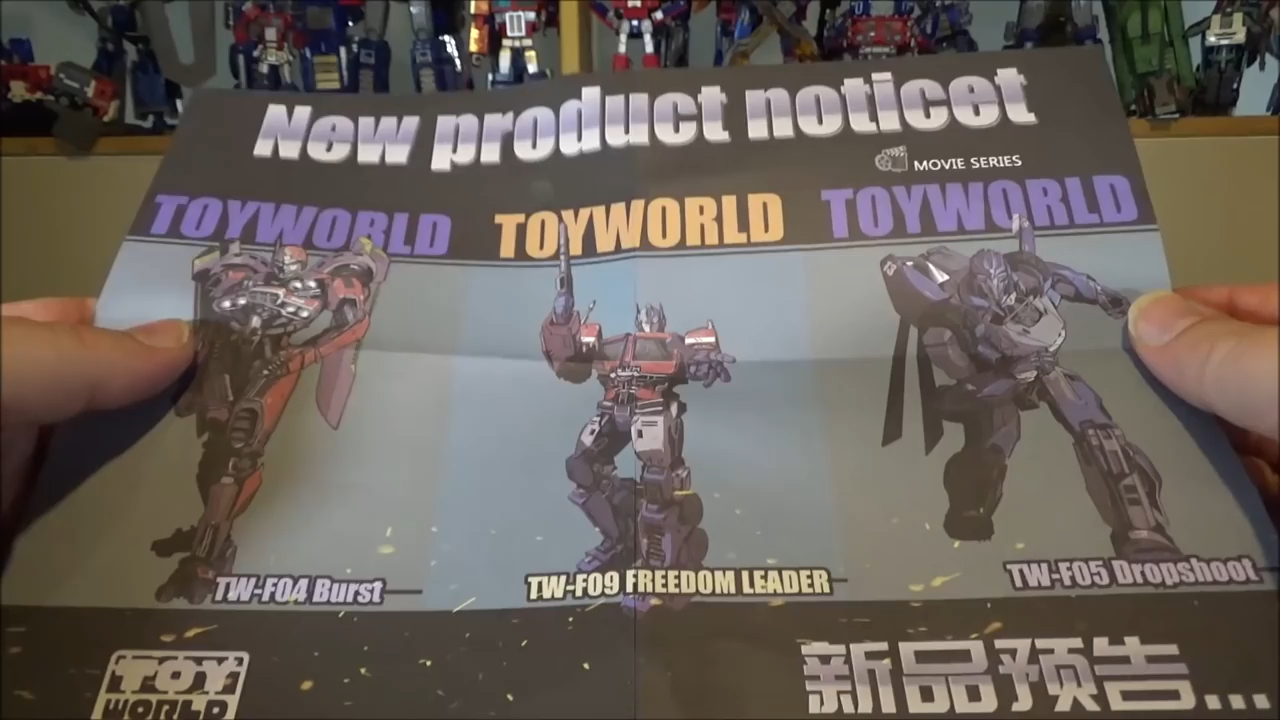 New product noticet
MOVIE SERIES
TOYWORLD TOYWORLD TOYWORLD
TW-F04 Burst
TW-F09 FREEDOM LEADER
TW-F05 Dropshoot
TOY
WORLD
新品预告...